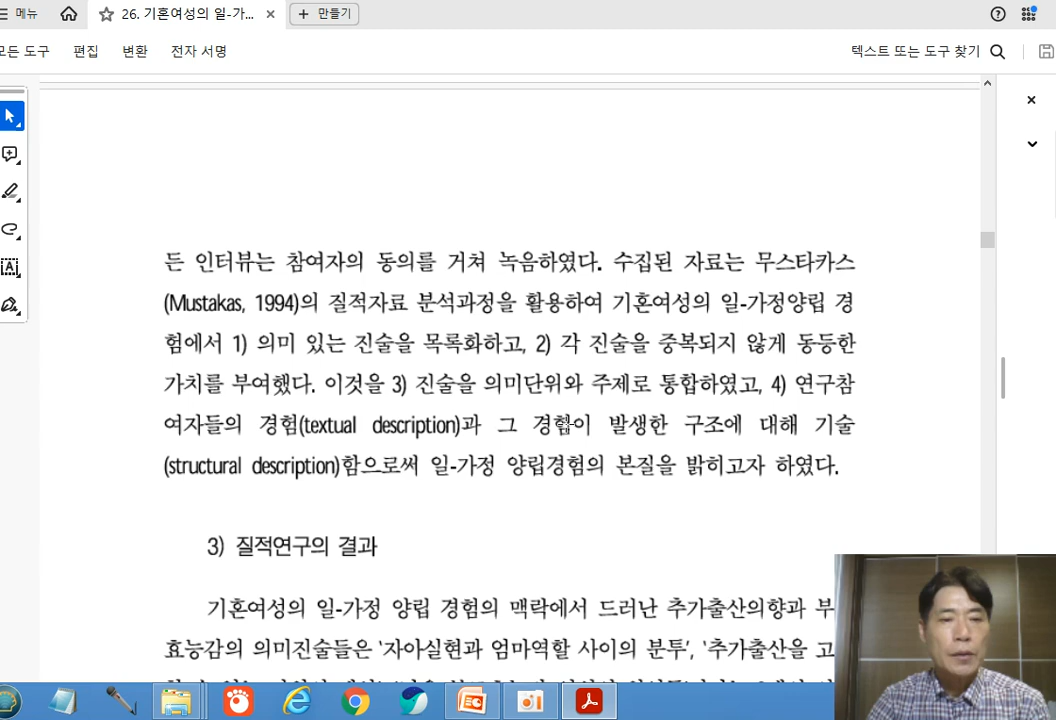 메뉴
26. 기혼여성의 일-가...
만들기
모든 도구 편집 변환 전자 서명
텍스트 또는 도구 찾기
든 인터뷰는 참여자의 동의를 거쳐 녹음하였다. 수집된 자료는 무스타카스
(Mustakas, 1994)의 질적자료 분석과정을 활용하여 기혼여성의 일-가정양립 경
험에서 1) 의미 있는 진술을 목록화하고, 2) 각 진술을 중복되지 않게 동등한
가치를 부여했다. 이것을 3) 진술을 의미단위와 주제로 통합하였고, 4) 연구참
여자들의 경험(textual description)과 그 경험이 발생한 구조에 대해 기술
(structural description)함으로써 일-가정 양립경험의 본질을 밝히고자 하였다.
3) 질적연구의 결과
기혼여성의 일-가정 양립 경험의 맥락에서 드러난 추가출산의향과 부
효능감의 의미진술들은 '자아실현과 엄마역할 사이의 분투', '추가출산을 고